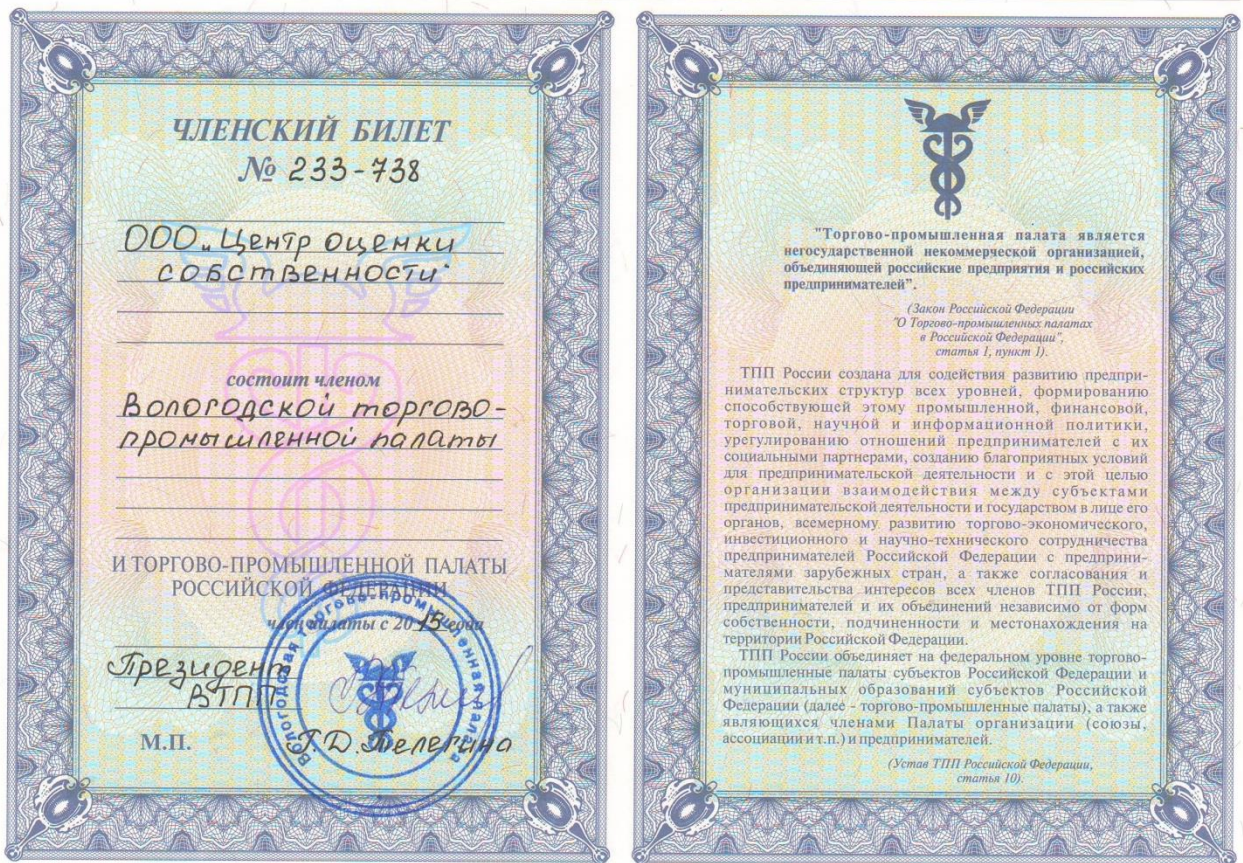 ЧЛЕНСКИЙ БИЛЕТ
№ 233-738
ООО „Центр оценки
собственности"
состоит членом
Вологодской торгово-
промышленной палаты
И ТОРГОВО-ПРОМЫШЛЕННОЙ ПАЛАТЫ
РОССИЙСКОЙ ФЕДЕРАЦИИ
член палаты с 2015 года
Президент
ВТПП
М.П.
Г.Д. Телегина
Вологодская торгово-промышленная палата
"Торгово-промышленная палата является
негосударственной некоммерческой организацией,
объединяющей российские предприятия и российских
предпринимателей".
(Закон Российской Федерации
"О Торгово-промышленных палатах
в Российской Федерации",
статья 1, пункт 1).
ТПП России создана для содействия развитию предпри-
нимательских структур всех уровней, формированию
способствующей этому промышленной, финансовой,
торговой, научной и информационной политики,
урегулированию отношений предпринимателей с их
социальными партнерами, созданию благоприятных условий
для предпринимательской деятельности и с этой целью
организации взаимодействия между субъектами
предпринимательской деятельности и государством в лице его
органов, всемерному развитию торгово-экономического,
инвестиционного и научно-технического сотрудничества
предпринимателей Российской Федерации с предприни-
мателями зарубежных стран, а также согласования и
представительства интересов всех членов ТПП России,
предпринимателей и их объединений независимо от форм
собственности, подчиненности и местонахождения на
территории Российской Федерации.
ТПП России объединяет на федеральном уровне торгово-
промышленные палаты субъектов Российской Федерации и
муниципальных образований субъектов Российской
Федерации (далее - торгово-промышленные палаты), а также
являющихся членами Палаты организации (союзы,
ассоциации и т.п.) и предпринимателей.
(Устав ТПП Российской Федерации,
статья 10).